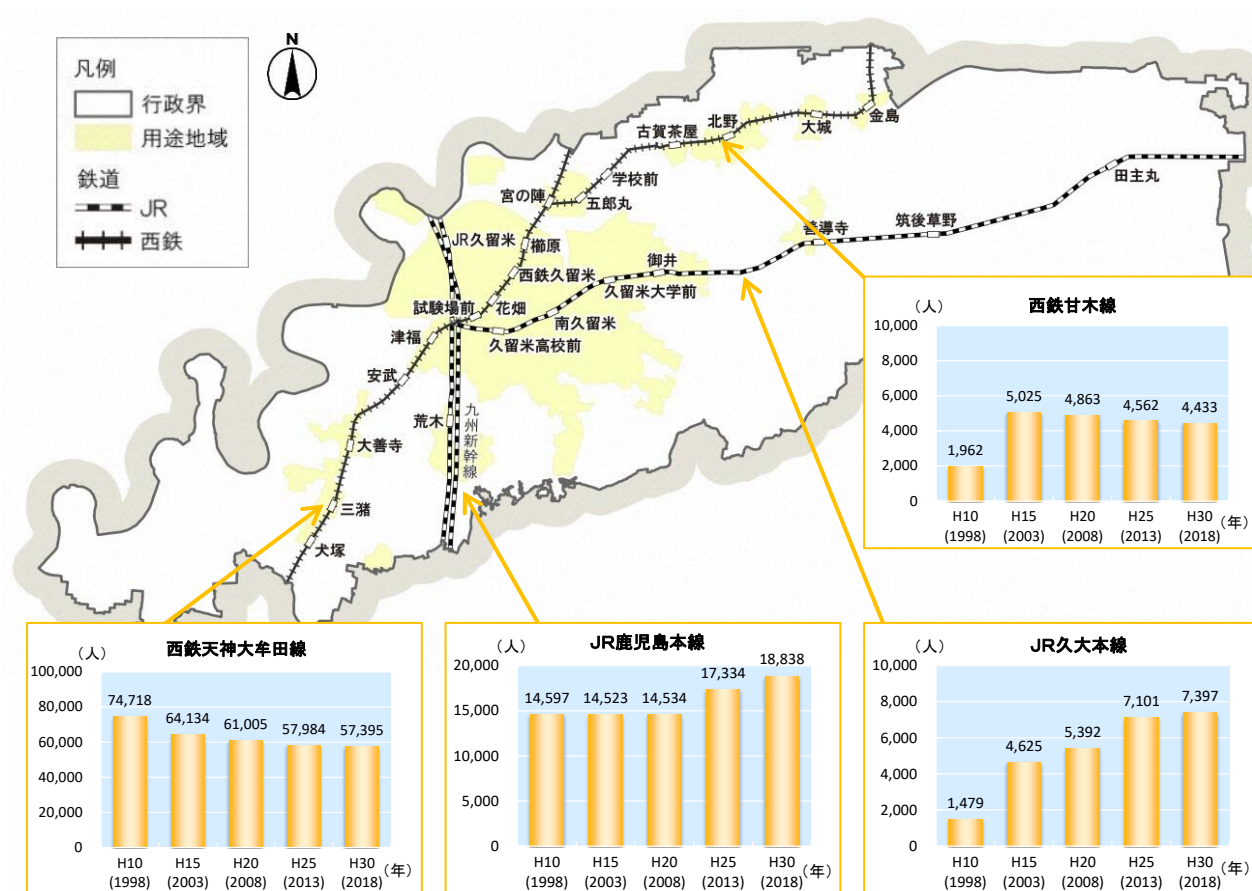 凡例
行政界
用途地域
鉄道
JR
西鉄
N
金島
大城
北野
古賀茶屋
学校前
五郎丸
宮の陣
櫛原
西鉄久留米
花畑
試験場前
津福
安武
大善寺
三潴
犬塚
JR久留米
荒木
九州新幹線
久留米高校前
南久留米
久留米大学前
御井
善導寺
筑後草野
田主丸
西鉄甘木線
(人)
10,000
8,000
6,000
4,000
2,000
0
1,962
5,025
4,863
4,562
4,433
H10 H15 H20 H25 H30 (年)
(1998) (2003) (2008) (2013) (2018)
西鉄天神大牟田線
(人)
100,000
80,000
60,000
40,000
20,000
0
74,718
64,134
61,005
57,984
57,395
H10 H15 H20 H25 H30 (年)
(1998) (2003) (2008) (2013) (2018)
JR鹿児島本線
(人)
20,000
15,000
10,000
5,000
0
14,597
14,523
14,534
17,334
18,838
H10 H15 H20 H25 H30 (年)
(1998) (2003) (2008) (2013) (2018)
JR久大本線
(人)
10,000
8,000
6,000
4,000
2,000
0
1,479
4,625
5,392
7,101
7,397
H10 H15 H20 H25 H30 (年)
(1998) (2003) (2008) (2013) (2018)